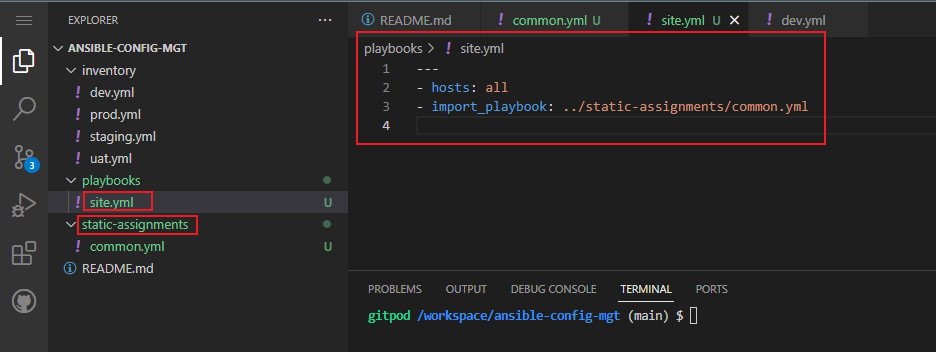 EXPLORER
ANSIBLE-CONFIG-MGT
inventory
! dev.yml
! prod.yml
! staging.yml
! uat.yml
playbooks
! site.yml U
static-assignments
! common.yml U
README.md
3
README.md
! common.yml U
! site.yml U
! dev.yml
playbooks > ! site.yml
1 ---
2 - hosts: all
3 - import_playbook: ../static-assignments/common.yml
4
PROBLEMS OUTPUT DEBUG CONSOLE TERMINAL PORTS
gitpod /workspace/ansible-config-mgt (main) $